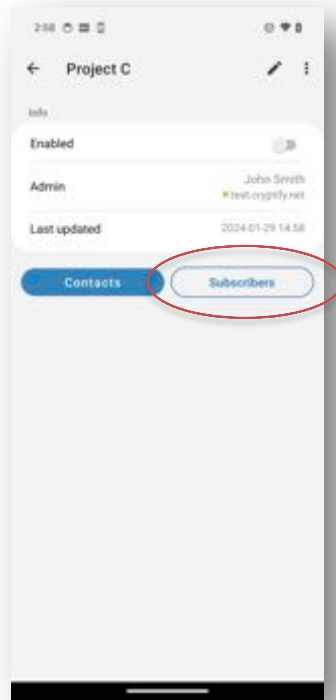 2:58
Project C
Info
Enabled
Admin
John Smith
test.cryptify.net
Last updated
2024-01-29 14:58
Contacts
Subscribers